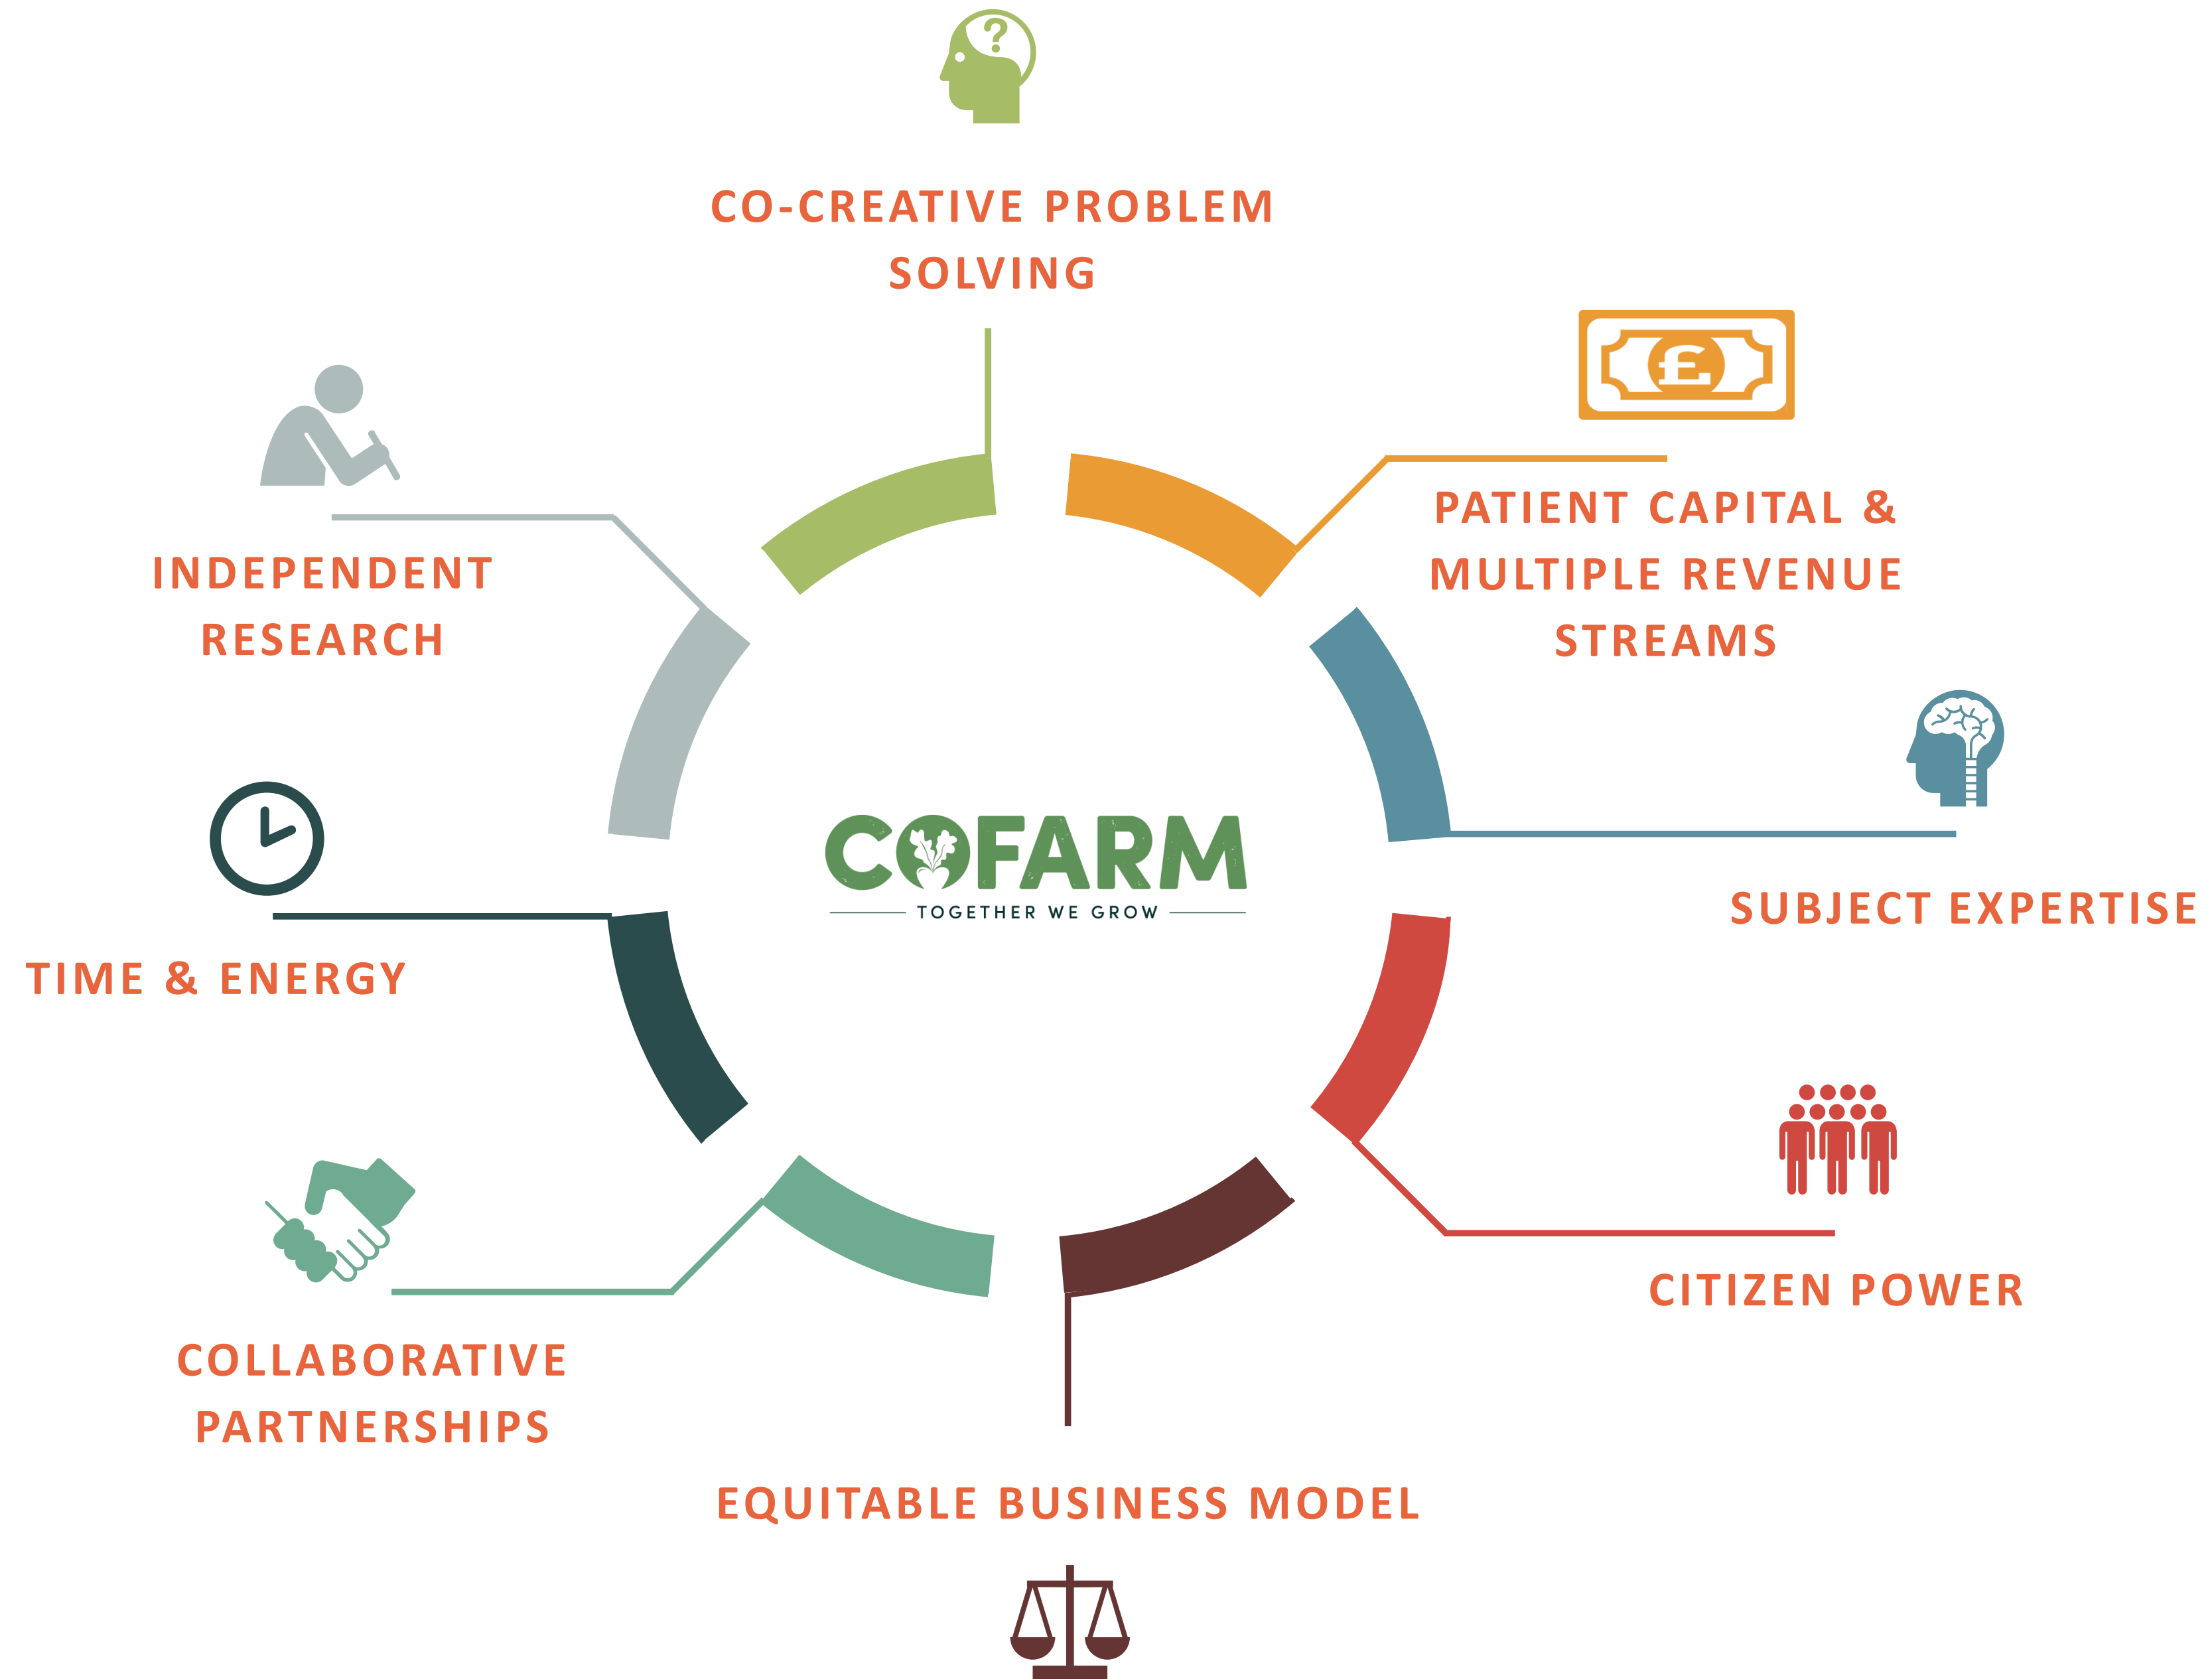 ?
CO-CREATIVE PROBLEM
SOLVING
£
PATIENT CAPITAL &
MULTIPLE REVENUE
STREAMS
INDEPENDENT
RESEARCH
COFARM
TOGETHER WE GROW
SUBJECT EXPERTISE
TIME & ENERGY
CITIZEN POWER
COLLABORATIVE
PARTNERSHIPS
EQUITABLE BUSINESS MODEL